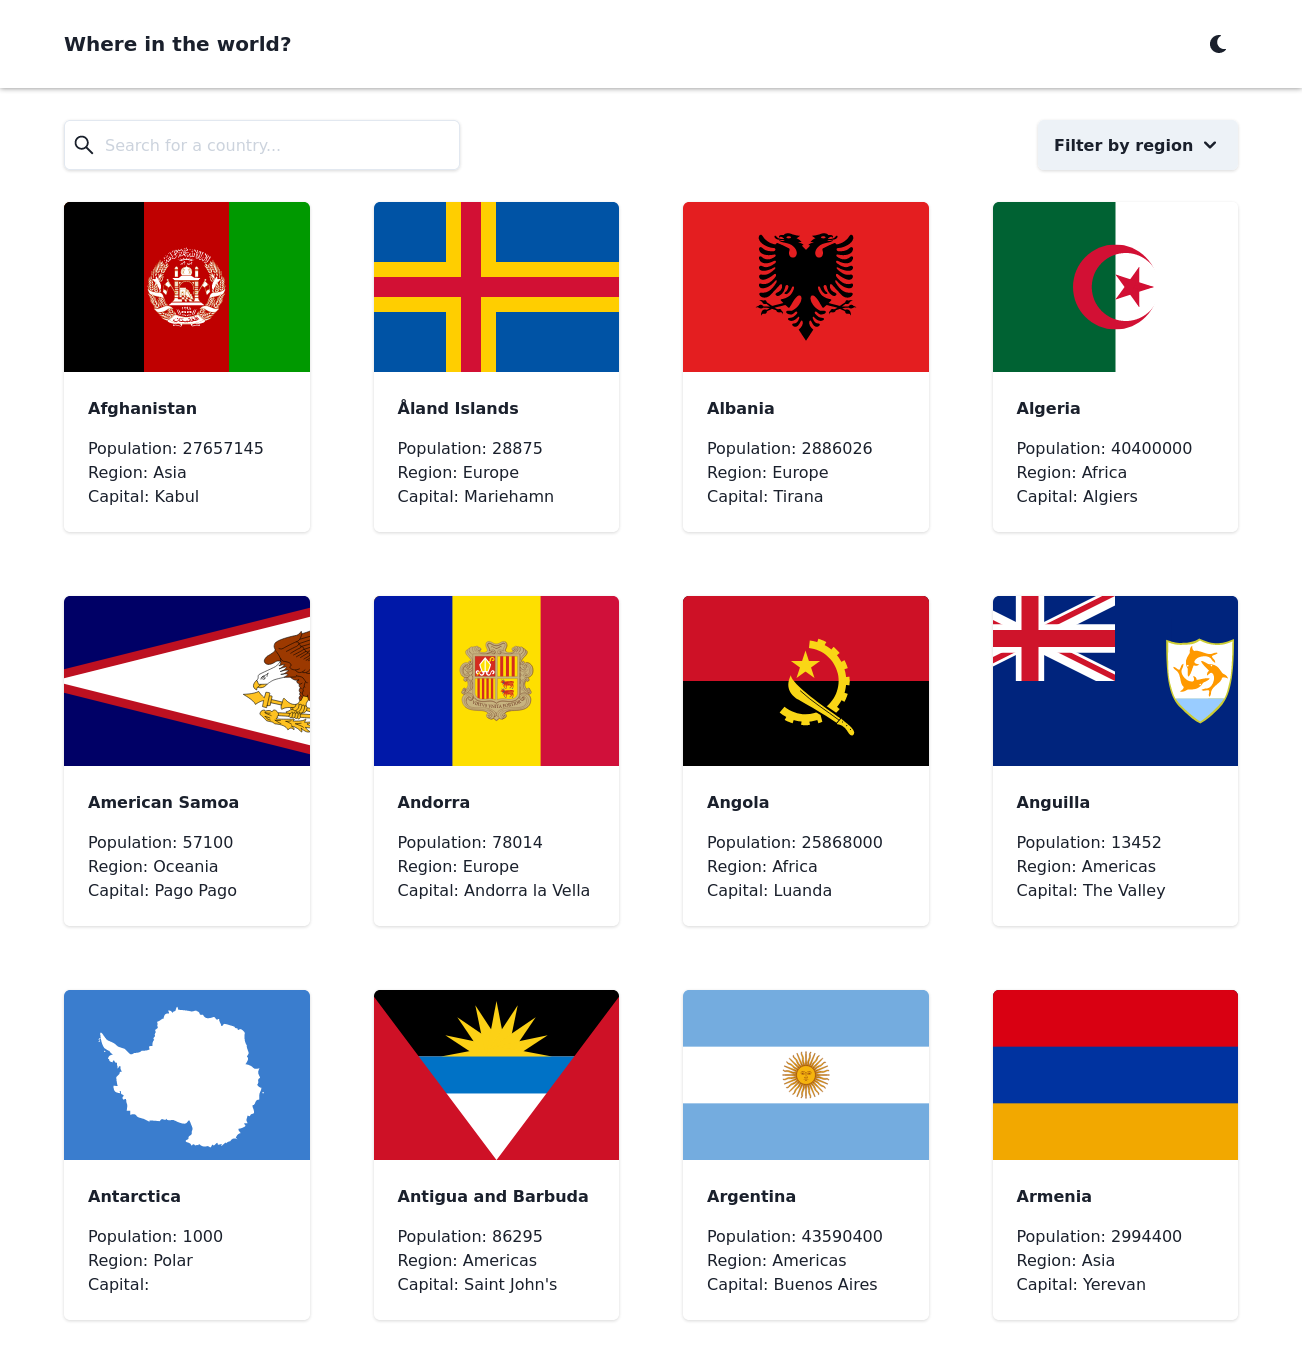 Where in the world?
Search for a country...
Filter by region
Afghanistan
Population: 27657145
Region: Asia
Capital: Kabul
Åland Islands
Population: 28875
Region: Europe
Capital: Mariehamn
Albania
Population: 2886026
Region: Europe
Capital: Tirana
Algeria
Population: 40400000
Region: Africa
Capital: Algiers
American Samoa
Population: 57100
Region: Oceania
Capital: Pago Pago
Andorra
Population: 78014
Region: Europe
Capital: Andorra la Vella
Angola
Population: 25868000
Region: Africa
Capital: Luanda
Anguilla
Population: 13452
Region: Americas
Capital: The Valley
Antarctica
Population: 1000
Region: Polar
Capital:
Antigua and Barbuda
Population: 86295
Region: Americas
Capital: Saint John's
Argentina
Population: 43590400
Region: Americas
Capital: Buenos Aires
Armenia
Population: 2994400
Region: Asia
Capital: Yerevan